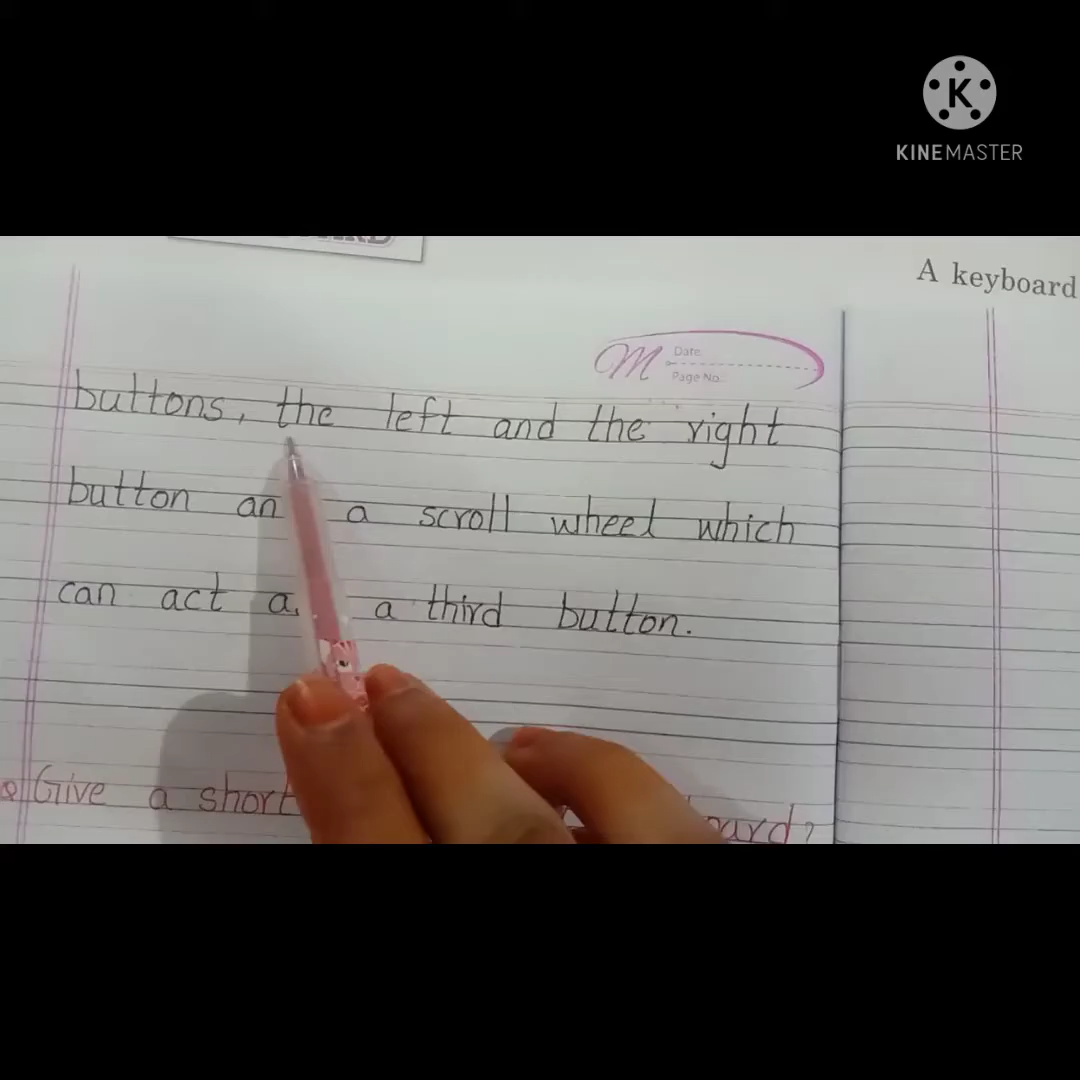 KINEMASTER
A keyboard
Date
Page No.
buttons, the left and the right
button an a scroll wheel which
can act a a third button.
Q Give a short